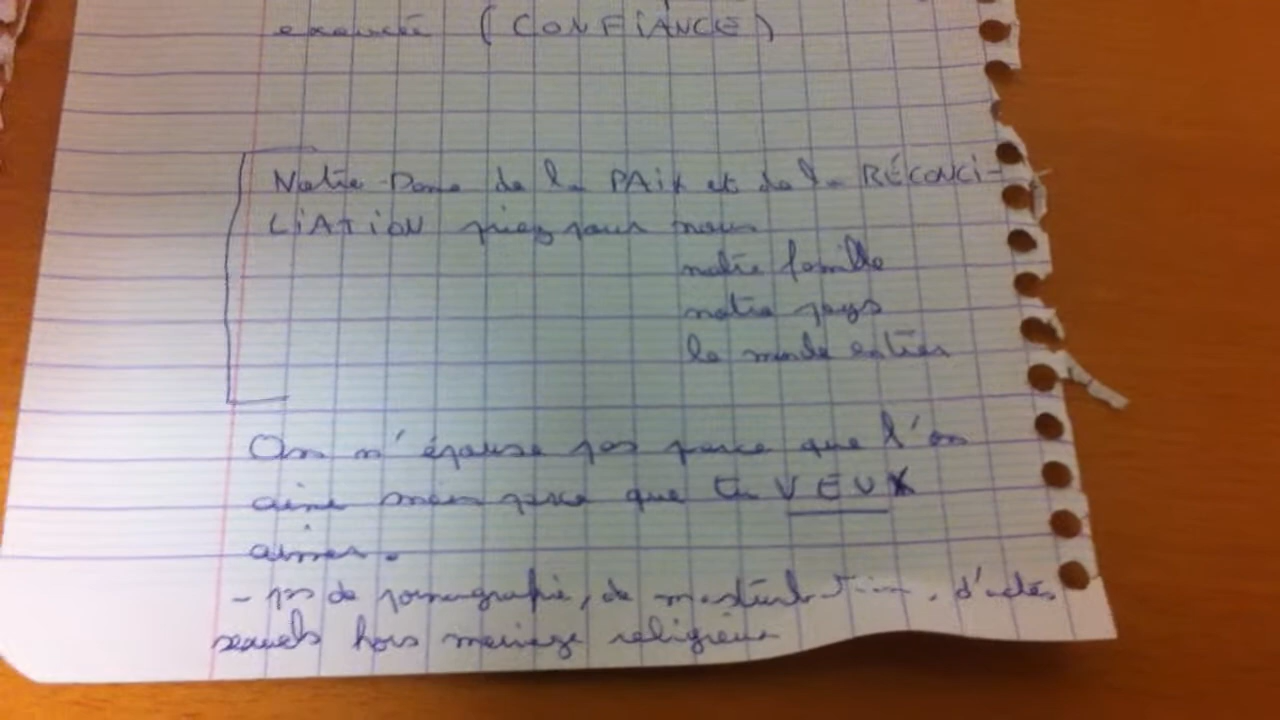 exaucée (CONFIANCE)
Notre Dame de la PAIX et de la RÉCONCI-
LIATION priez pour nous
notre famille
notre pays
le monde entier
On n'épouse pas parce que l'on
aime mais parce que tu VEUX
aimer.
- pas de pornografie, de masturbation, d'actes
sexuels hors mariage religieux